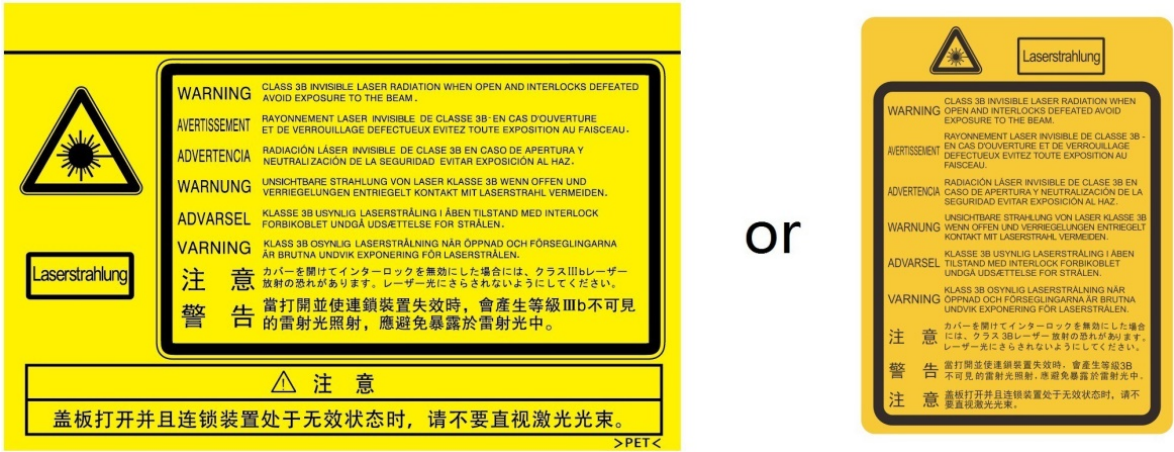 WARNING CLASS 3B INVISIBLE LASER RADIATION WHEN OPEN AND INTERLOCKS DEFEATED
AVOID EXPOSURE TO THE BEAM.
AVERTISSEMENT RAYONNEMENT LASER INVISIBLE DE CLASSE 3B-EN CAS D'OUVERTURE
ET DE VERROUILLAGE DEFECTUEUX EVITEZ TOUTE EXPOSITION AU FAISCEAU.
ADVERTENCIA RADIACIÓN LÁSER INVISIBLE DE CLASE 3B EN CASO DE APERTURA Y
NEUTRALIZACIÓN DE LA SEGURIDAD EVITAR EXPOSICIÓN AL HAZ.
WARNUNG UNSICHTBARE STRAHLUNG VON LASER KLASSE 3B WENN OFFEN UND
VERRIEGELUNGEN ENTRIEGELT KONTAKT MIT LASERSTRAHL VERMEIDEN.
ADVARSEL KLASSE 3B USYNLIG LASERSTRÅLING I ÅBEN TILSTAND MED INTERLOCK
FORBIKOBLET UNDGÅ UDSÆTTELSE FOR STRÅLEN.
VARNING KLASS 3B OSYNLIG LASERSTRÅLNING NÄR ÖPPNAD OCH FÖRSEGLINGARNA
ÄR BRUTNA UNDVIK EXPONERING FÖR LASERSTRÅLEN.
注 意 カバーを開けてインターロックを無効にした場合には、クラスⅢbレーザー
放射の恐れがあります。レーザー光にさらされないようにしてください。
警 告 當打開並使連鎖裝置失效時，會產生等級Ⅲb不可見
的雷射光照射，應避免暴露於雷射光中。
Laserstrahlung
⚠ 注 意
盖板打开并且连锁装置处于无效状态时，请不要直视激光光束。
>PET<
or
Laserstrahlung
WARNING CLASS 3B INVISIBLE LASER RADIATION WHEN
OPEN AND INTERLOCKS DEFEATED AVOID
EXPOSURE TO THE BEAM.
AVERTISSEMENT RAYONNEMENT LASER INVISIBLE DE CLASSE 3B -
EN CAS D'OUVERTURE ET DE VERROUILLAGE
DEFECTUEUX EVITEZ TOUTE EXPOSITION AU
FAISCEAU.
ADVERTENCIA RADIACIÓN LÁSER INVISIBLE DE CLASE 3B EN
CASO DE APERTURA Y NEUTRALIZACIÓN DE LA
SEGURIDAD EVITAR EXPOSICIÓN AL HAZ.
WARNUNG UNSICHTBARE STRAHLUNG VON LASER KLASSE 3B
WENN OFFEN UND VERRIEGELUNGEN ENTRIEGELT
KONTAKT MIT LASERSTRAHL VERMEIDEN.
ADVARSEL KLASSE 3B USYNLIG LASERSTRÅLING I ÅBEN
TILSTAND MED INTERLOCK FORBIKOBLET
UNDGÅ UDSÆTTELSE FOR STRÅLEN.
VARNING KLASS 3B OSYNLIG LASERSTRÅLNING NÄR
ÖPPNAD OCH FÖRSEGLINGARNA ÄR BRUTNA
UNDVIK EXPONERING FÖR LASERSTRÅLEN.
注 意 カバーを開けてインターロックを無効にした場合
には、クラス 3Bレーザー放射の恐れがあります。
レーザー光にさらされないようにしてください。
警 告 當打開並使連鎖裝置失效時，會產生等級3B
不可見的雷射光照射，應避免暴露於雷射光中。
注 意 盖板打开并且连锁装置处于无效状态时，请不
要直视激光光束。